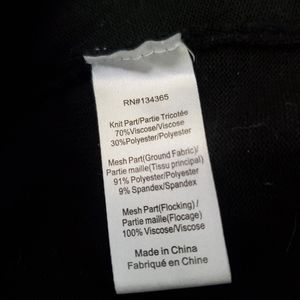 RN#134365
Knit Part/Partie Tricotée
70%Viscose/Viscose
30%Polyester/Polyester
Mesh Part(Ground Fabric)/
Partie maille(Tissu principal)
91% Polyester/Polyester
9% Spandex/Spandex
Mesh Part(Flocking) /
Partie maille(Flocage)
100% Viscose/Viscose
Made in China
Fabriqué en Chine